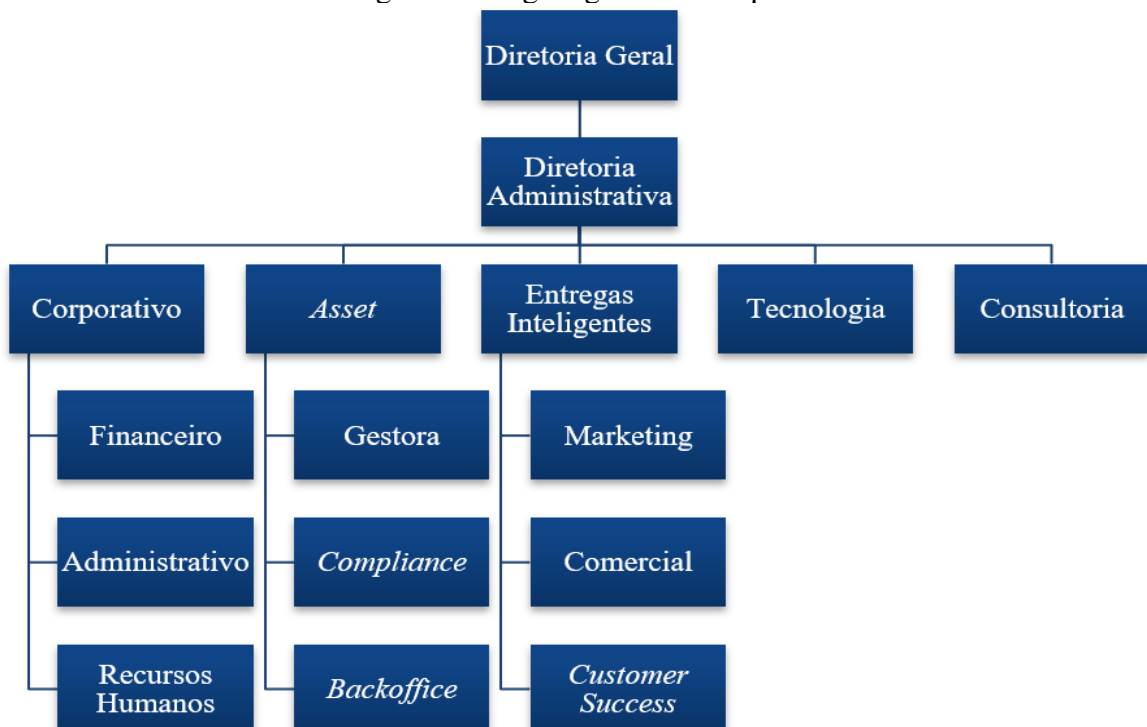 Diretoria Geral
Diretoria
Administrativa
Corporativo
Asset
Entregas
Inteligentes
Tecnologia
Consultoria
Financeiro
Gestora
Marketing
Administrativo
Compliance
Comercial
Recursos
Humanos
Backoffice
Customer
Success